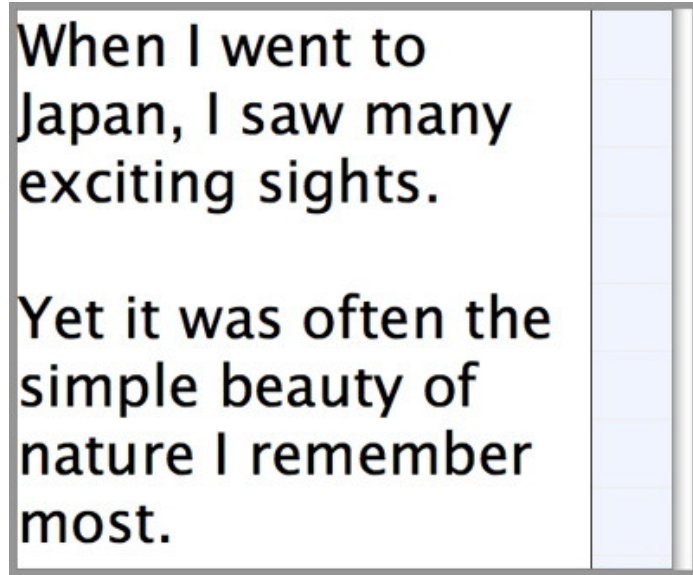 When I went to
Japan, I saw many
exciting sights.
Yet it was often the
simple beauty of
nature I remember
most.